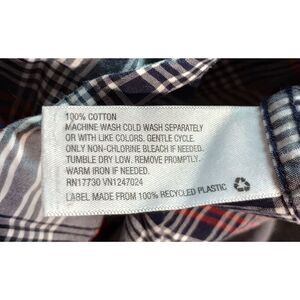 100% COTTON
MACHINE WASH COLD WASH SEPARATELY
OR WITH LIKE COLORS. GENTLE CYCLE.
ONLY NON-CHLORINE BLEACH IF NEEDED.
TUMBLE DRY LOW. REMOVE PROMPTLY.
WARM IRON IF NEEDED.
RN17730 VN1247024
LABEL MADE FROM 100% RECYCLED PLASTIC